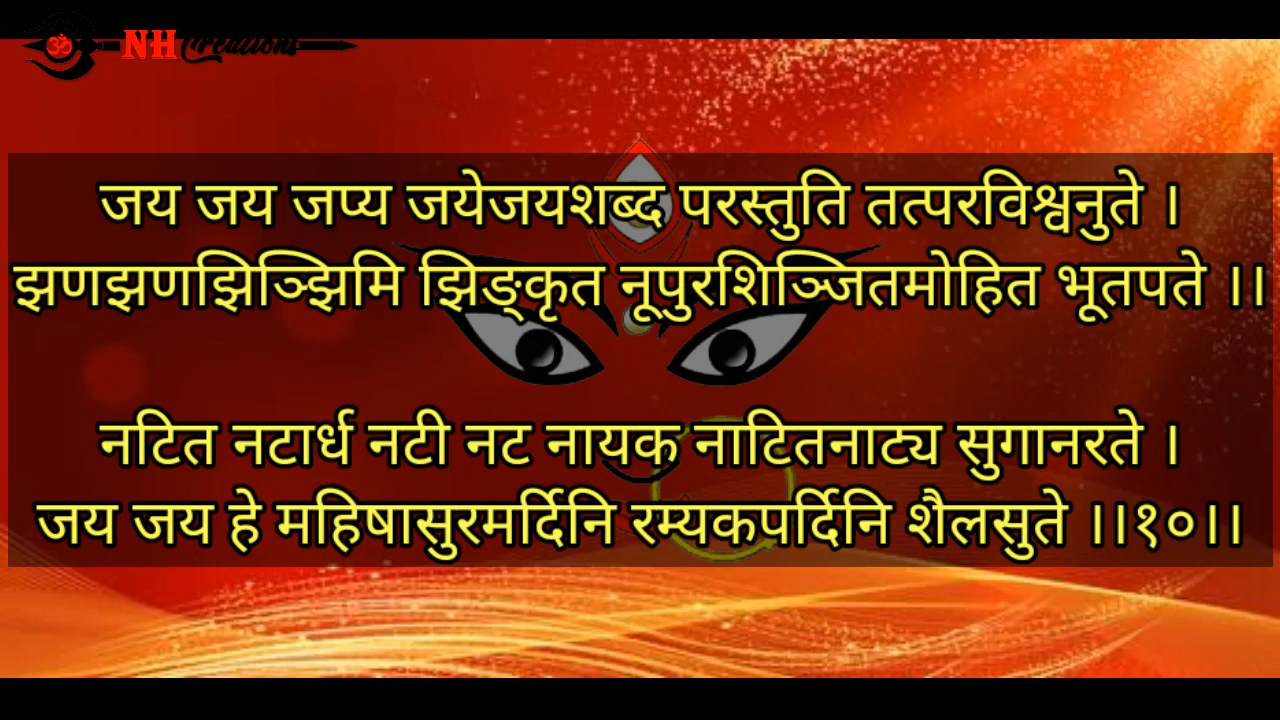 ॐ NH Creations
जय जय जप्य जयेजयशब्द परस्तुति तत्परविश्वनुते ।
झणझणझिञ्झिमि झिङ्कृत नूपुरशिञ्जितमोहित भूतपते ।।
नटित नटार्ध नटी नट नायक नाटितनाट्य सुगानरते ।
जय जय हे महिषासुरमर्दिनि रम्यकपर्दिनि शैलसुते ।।१०।।